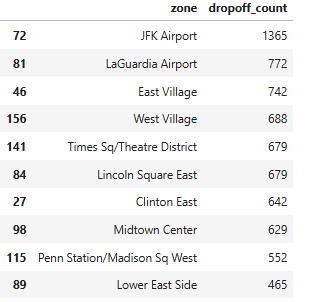 zone dropoff_count
72 JFK Airport 1365
81 LaGuardia Airport 772
46 East Village 742
156 West Village 688
141 Times Sq/Theatre District 679
84 Lincoln Square East 679
27 Clinton East 642
98 Midtown Center 629
115 Penn Station/Madison Sq West 552
89 Lower East Side 465